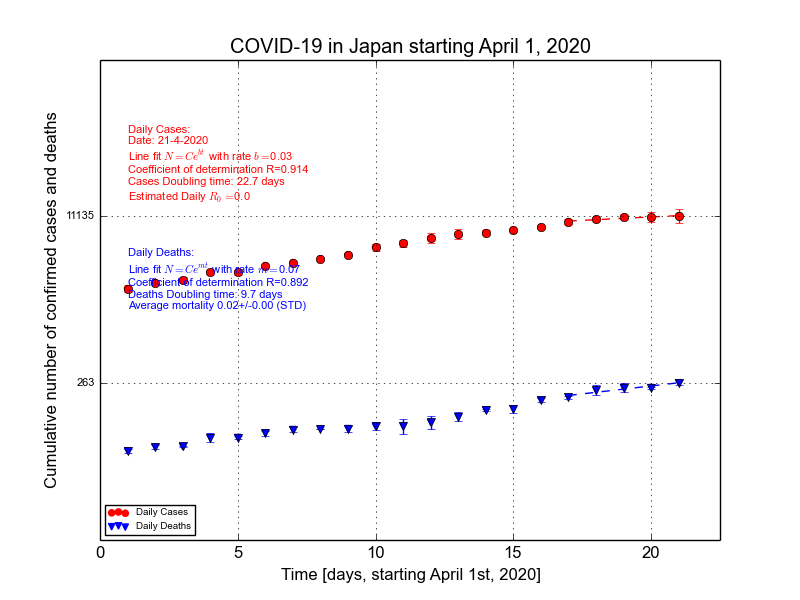 COVID-19 in Japan starting April 1, 2020
Cumulative number of confirmed cases and deaths
Daily Cases:
Date: 21-4-2020
Line fit N = Ce^{bt} with rate b =0.03
Coefficient of determination R=0.914
Cases Doubling time: 22.7 days
Estimated Daily R_0 =0.0
11135
Daily Deaths:
Line fit N = Ce^{mt} with rate m =0.07
Coefficient of determination R=0.892
Deaths Doubling time: 9.7 days
Average mortality 0.02+/-0.00 (STD)
263
Daily Cases
Daily Deaths
0 5 10 15 20
Time [days, starting April 1st, 2020]